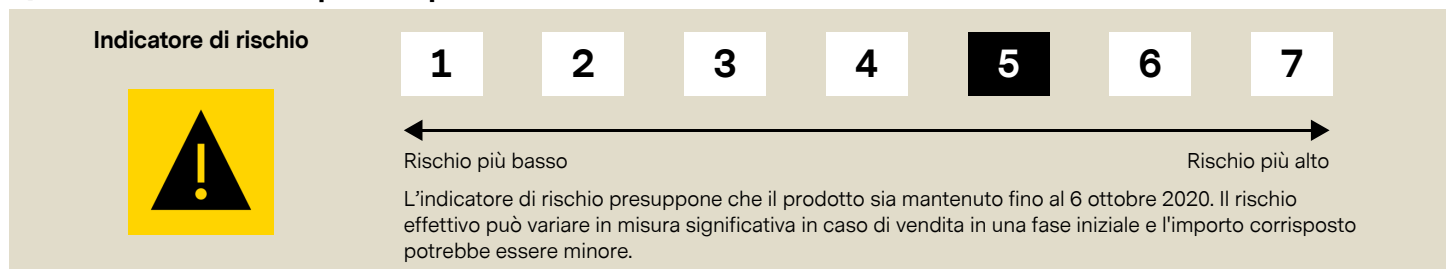 Indicatore di rischio
1 2 3 4 5 6 7
Rischio più basso Rischio più alto
L'indicatore di rischio presuppone che il prodotto sia mantenuto fino al 6 ottobre 2020. Il rischio
effettivo può variare in misura significativa in caso di vendita in una fase iniziale e l'importo corrisposto
potrebbe essere minore.